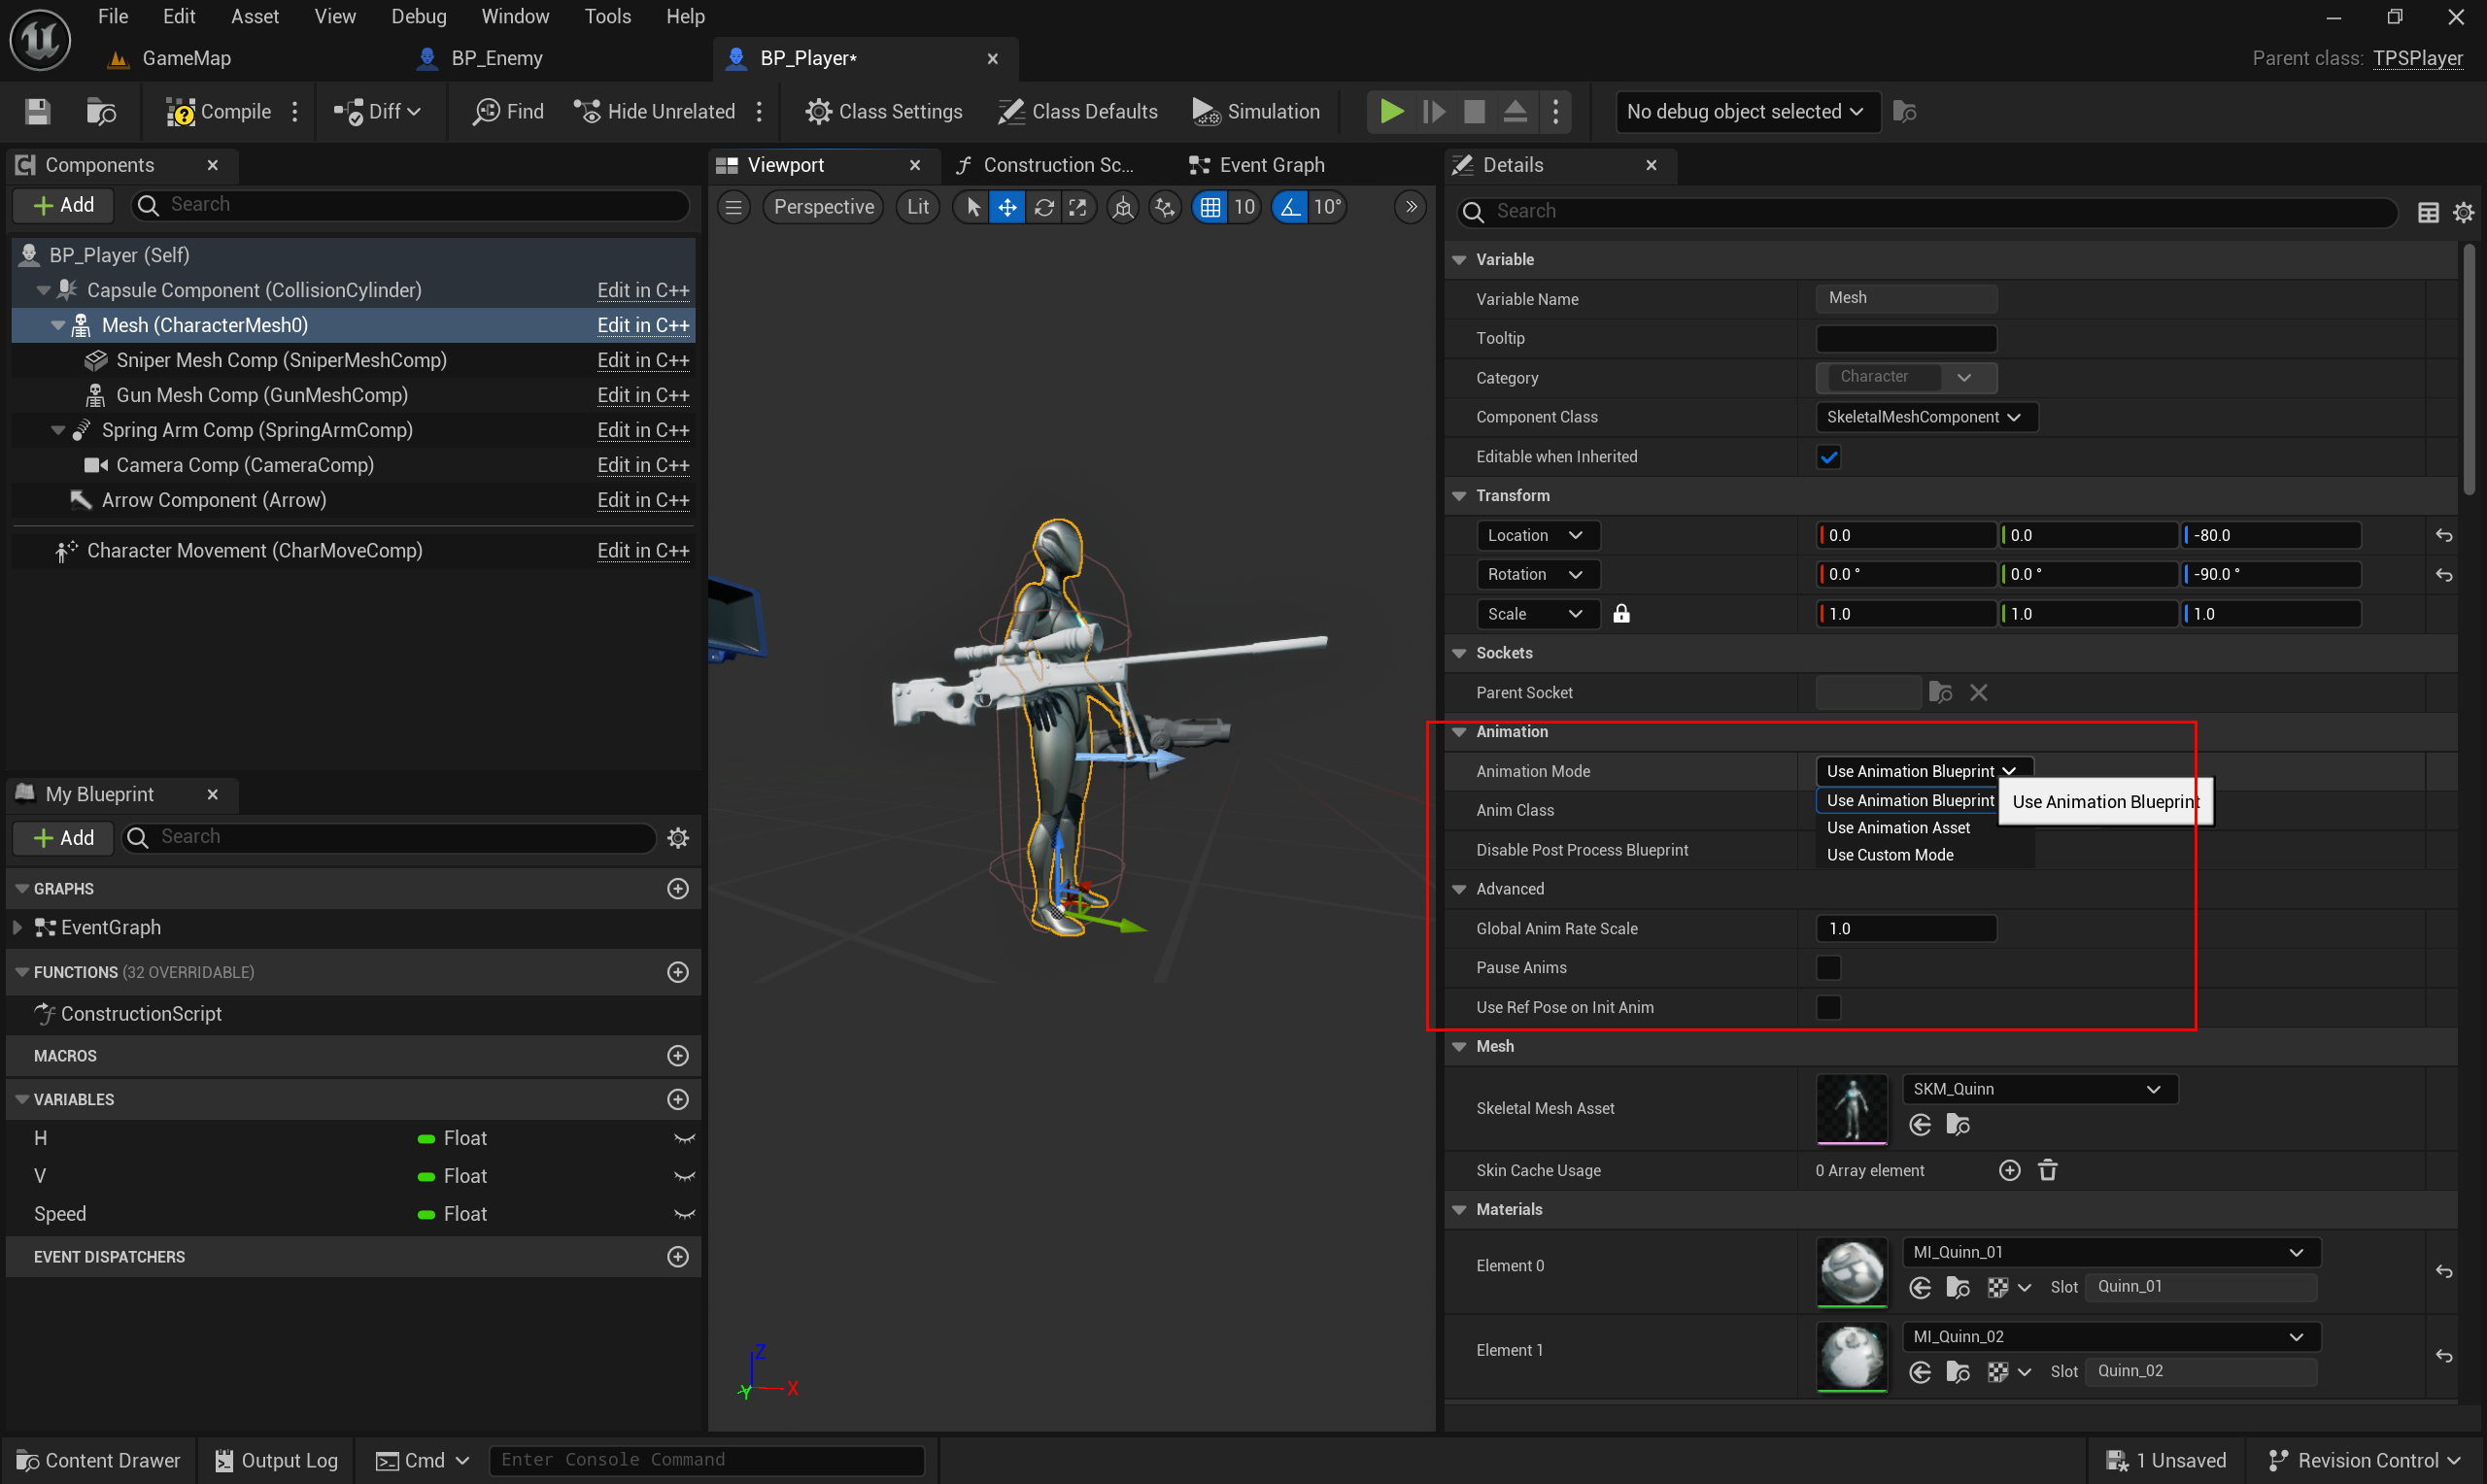 File Edit Asset View Debug Window Tools Help
GameMap BP_Enemy BP_Player* Parent class: TPSPlayer
Compile Diff Find Hide Unrelated Class Settings Class Defaults Simulation No debug object selected
Components
Add Search
BP_Player (Self)
Capsule Component (CollisionCylinder) Edit in C++
Mesh (CharacterMesh0) Edit in C++
Sniper Mesh Comp (SniperMeshComp) Edit in C++
Gun Mesh Comp (GunMeshComp) Edit in C++
Spring Arm Comp (SpringArmComp) Edit in C++
Camera Comp (CameraComp) Edit in C++
Arrow Component (Arrow) Edit in C++
Character Movement (CharMoveComp) Edit in C++
My Blueprint
Add Search
GRAPHS
EventGraph
FUNCTIONS (32 OVERRIDABLE)
ConstructionScript
MACROS
VARIABLES
H Float
V Float
Speed Float
EVENT DISPATCHERS
Viewport Construction Sc... Event Graph
Perspective Lit 10 10°
Z
Y X
Details
Search
Variable
Variable Name Mesh
Tooltip
Category Character
Component Class SkeletalMeshComponent
Editable when Inherited
Transform
Location 0.0 0.0 -80.0
Rotation 0.0 ° 0.0 ° -90.0 °
Scale 1.0 1.0 1.0
Sockets
Parent Socket
Animation
Animation Mode Use Animation Blueprint
Use Animation Blueprint Use Animation Blueprint
Anim Class
Use Animation Asset
Disable Post Process Blueprint
Use Custom Mode
Advanced
Global Anim Rate Scale 1.0
Pause Anims
Use Ref Pose on Init Anim
Mesh
Skeletal Mesh Asset SKM_Quinn
Skin Cache Usage 0 Array element
Materials
Element 0 MI_Quinn_01
Slot Quinn_01
Element 1 MI_Quinn_02
Slot Quinn_02
Content Drawer Output Log Cmd Enter Console Command 1 Unsaved Revision Control